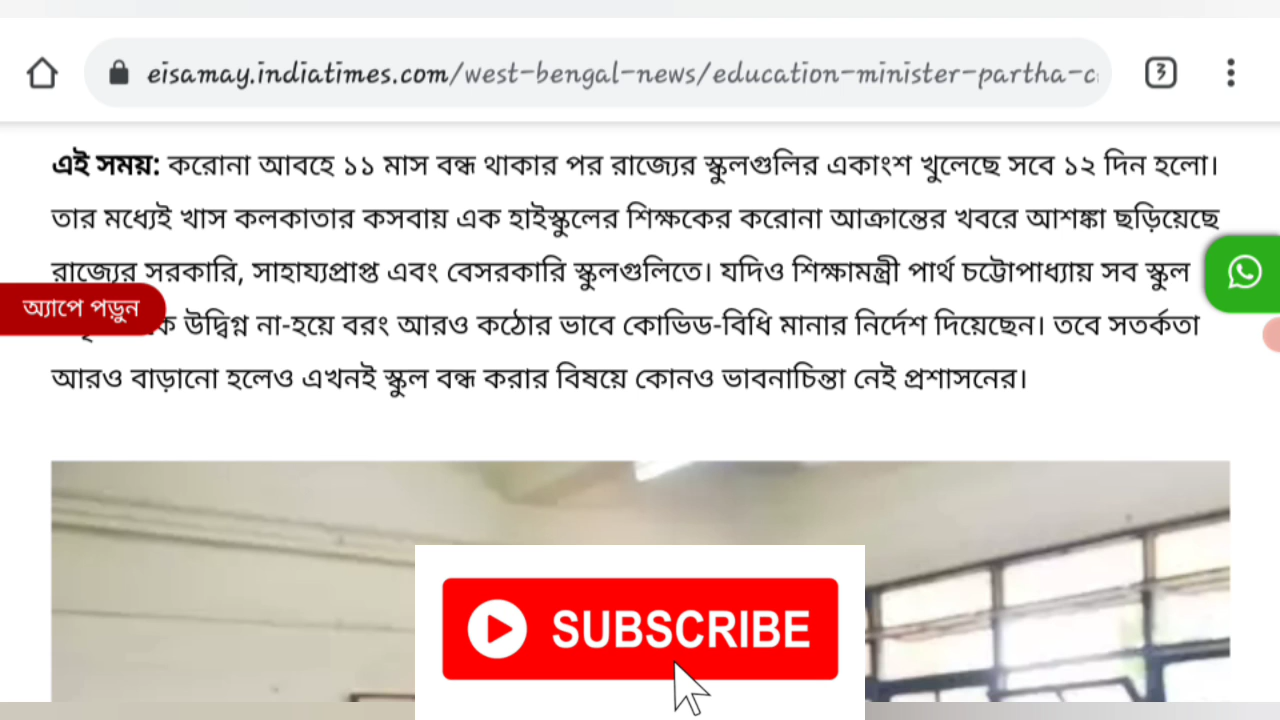 eisamay.indiatimes.com/west-bengal-news/education-minister-partha-c
3
এই সময়: করোনা আবহে ১১ মাস বন্ধ থাকার পর রাজ্যের স্কুলগুলির একাংশ খুলেছে সবে ১২ দিন হলো।
তার মধ্যেই খাস কলকাতার কসবায় এক হাইস্কুলের শিক্ষকের করোনা আক্রান্তের খবরে আশঙ্কা ছড়িয়েছে
রাজ্যের সরকারি, সাহায্যপ্রাপ্ত এবং বেসরকারি স্কুলগুলিতে। যদিও শিক্ষামন্ত্রী পার্থ চট্টোপাধ্যায় সব স্কুল
অ্যাপে পড়ুন
উদ্বিগ্ন না-হয়ে বরং আরও কঠোর ভাবে কোভিড-বিধি মানার নির্দেশ দিয়েছেন। তবে সতর্কতা
আরও বাড়ানো হলেও এখনই স্কুল বন্ধ করার বিষয়ে কোনও ভাবনাচিন্তা নেই প্রশাসনের।
SUBSCRIBE